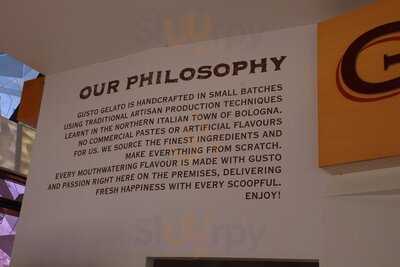 OUR PHILOSOPHY
GUSTO GELATO IS HANDCRAFTED IN SMALL BATCHES
USING TRADITIONAL ARTISAN PRODUCTION TECHNIQUES
LEARNT IN THE NORTHERN ITALIAN TOWN OF BOLOGNA.
NO COMMERCIAL PASTES OR ARTIFICIAL FLAVOURS
FOR US. WE SOURCE THE FINEST INGREDIENTS AND
MAKE EVERYTHING FROM SCRATCH.
EVERY MOUTHWATERING FLAVOUR IS MADE WITH GUSTO
AND PASSION RIGHT HERE ON THE PREMISES, DELIVERING
FRESH HAPPINESS WITH EVERY SCOOPFUL.
ENJOY!
G
Sluurpy
Sluurpy